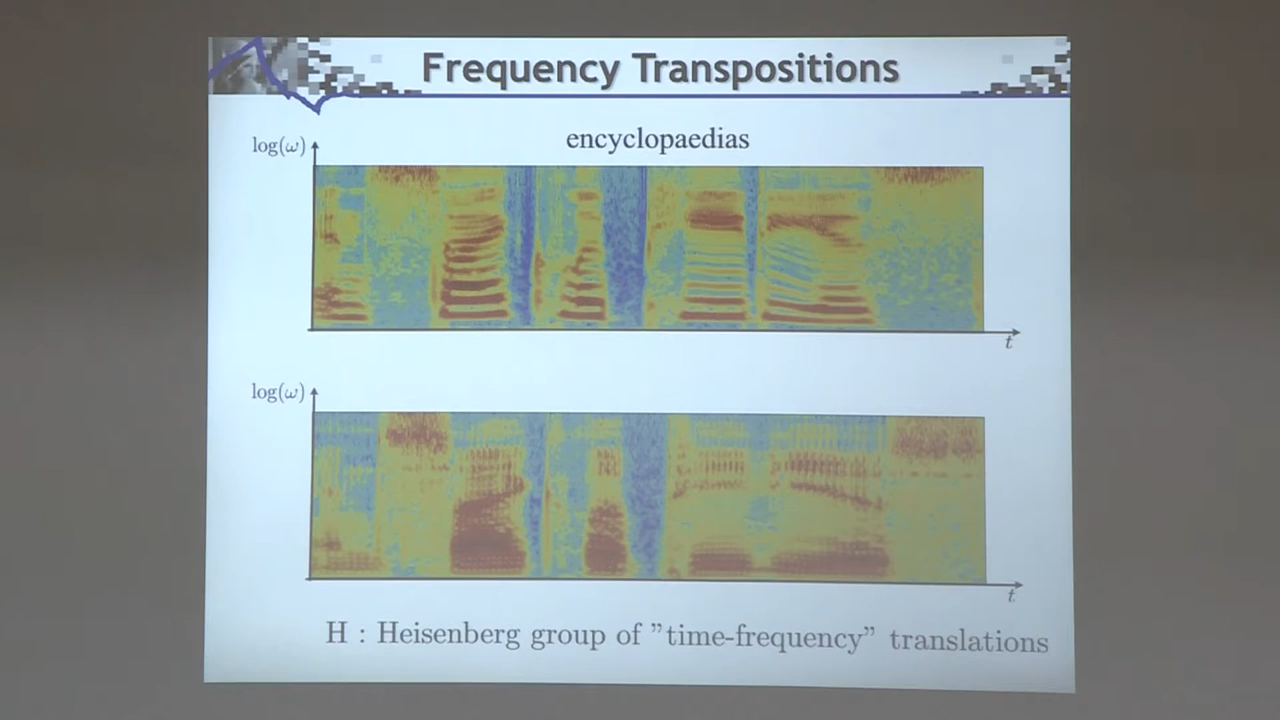 Frequency Transpositions
encyclopaedias
log(ω)
t
log(ω)
t
H : Heisenberg group of ”time-frequency” translations